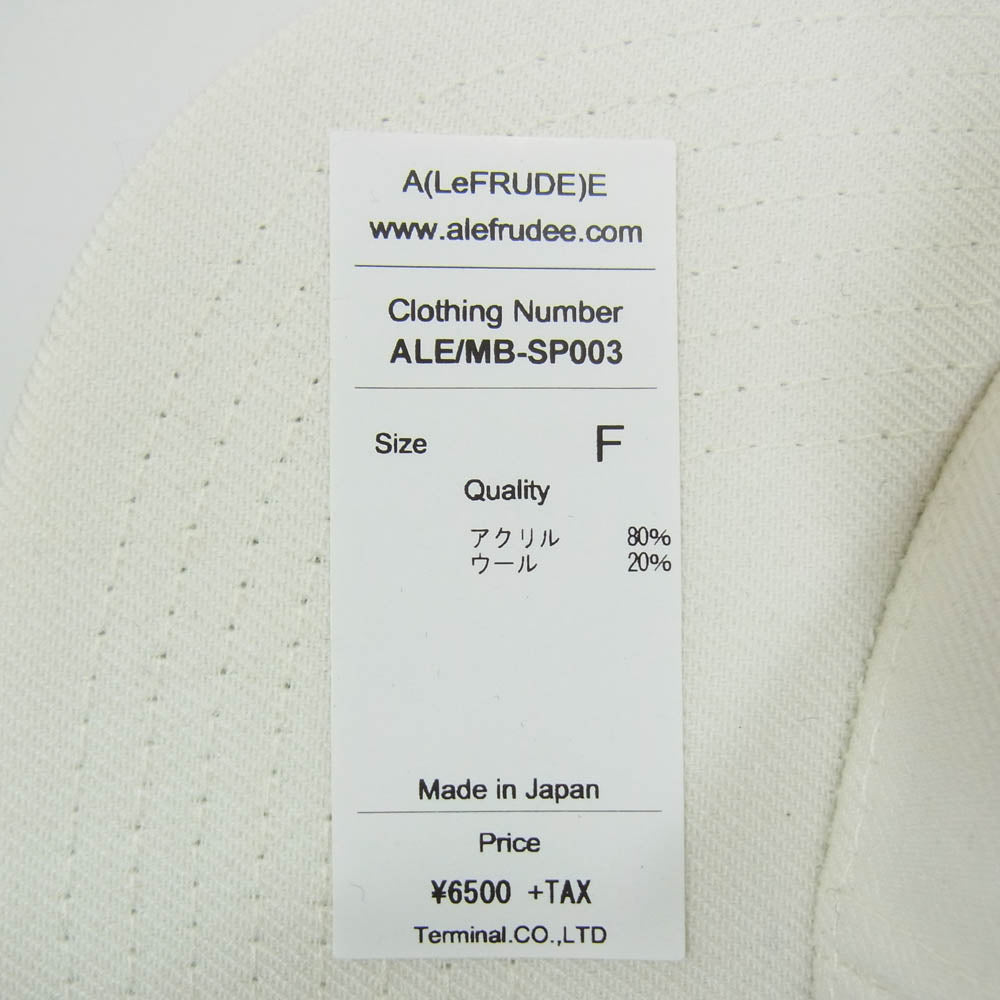 A(LeFRUDE)E
www.alefrudee.com
Clothing Number
ALE/MB-SP003
Size F
Quality
アクリル 80%
ウール 20%
Made in Japan
Price
¥6500 +TAX
Terminal.CO.,LTD